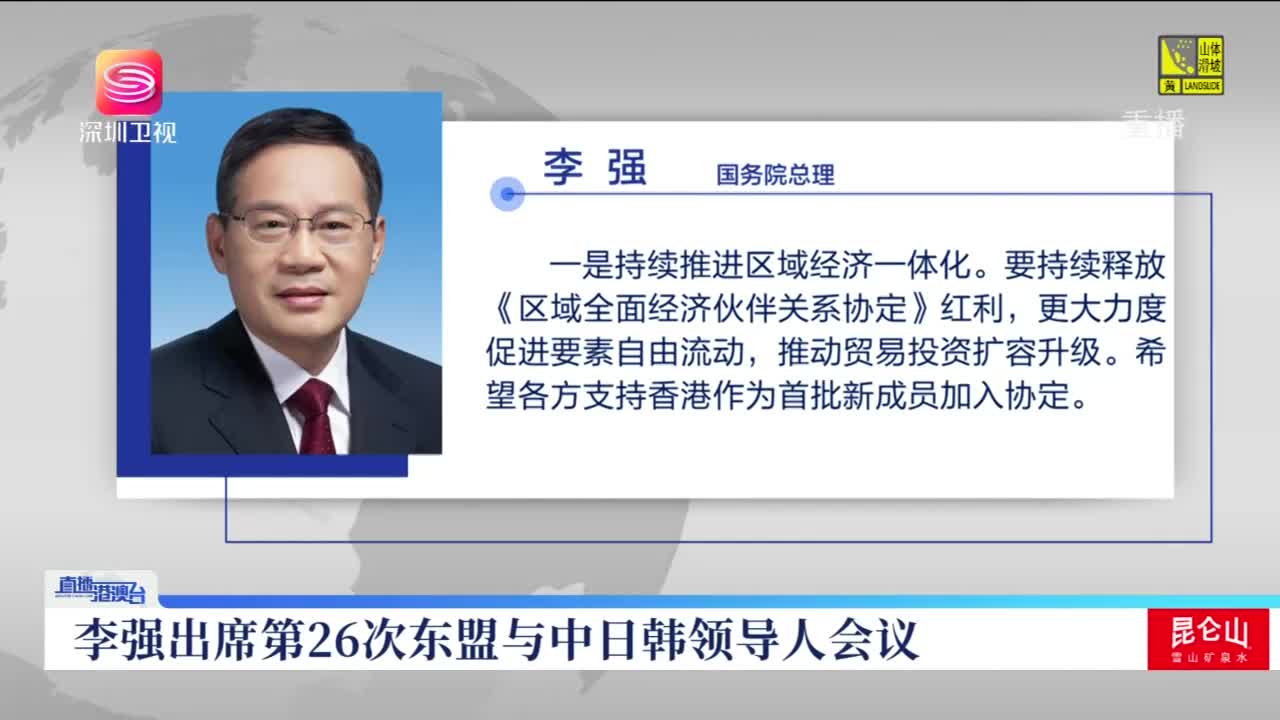 深圳卫视
山体
滑坡
黄 LANDSLIDE
重播
李强 国务院总理
一是持续推进区域经济一体化。要持续释放
《区域全面经济伙伴关系协定》红利，更大力度
促进要素自由流动，推动贸易投资扩容升级。希
望各方支持香港作为首批新成员加入协定。
直播
港澳台
李强出席第26次东盟与中日韩领导人会议
昆仑山
雪山矿泉水